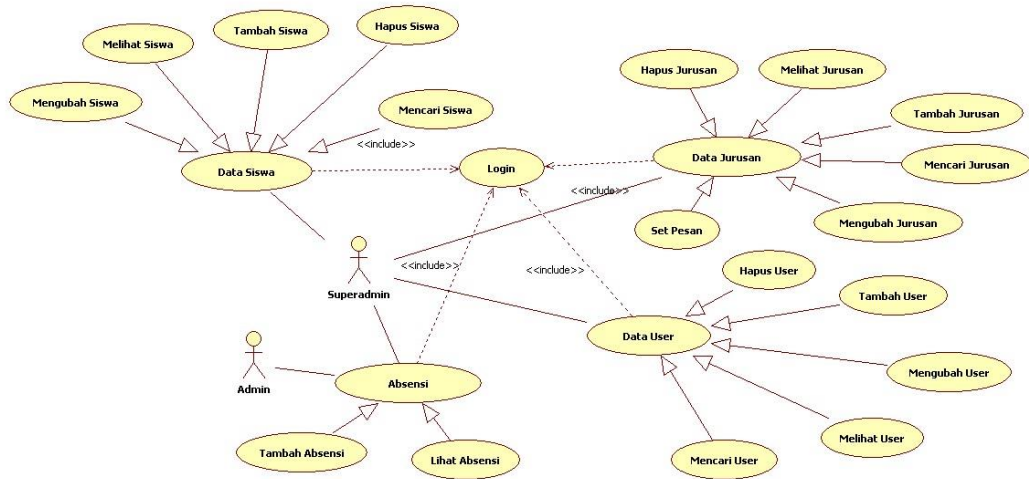 Hapus Siswa
Tambah Siswa
Melihat Siswa
Mengubah Siswa
Mencari Siswa
<<include>>
Data Siswa
Login
Hapus Jurusan
Melihat Jurusan
Tambah Jurusan
Data Jurusan
Mencari Jurusan
<<include>>
Set Pesan
Mengubah Jurusan
<<include>>
<<include>>
Superadmin
Hapus User
Tambah User
Data User
Mengubah User
Admin
Absensi
Melihat User
Tambah Absensi
Lihat Absensi
Mencari User